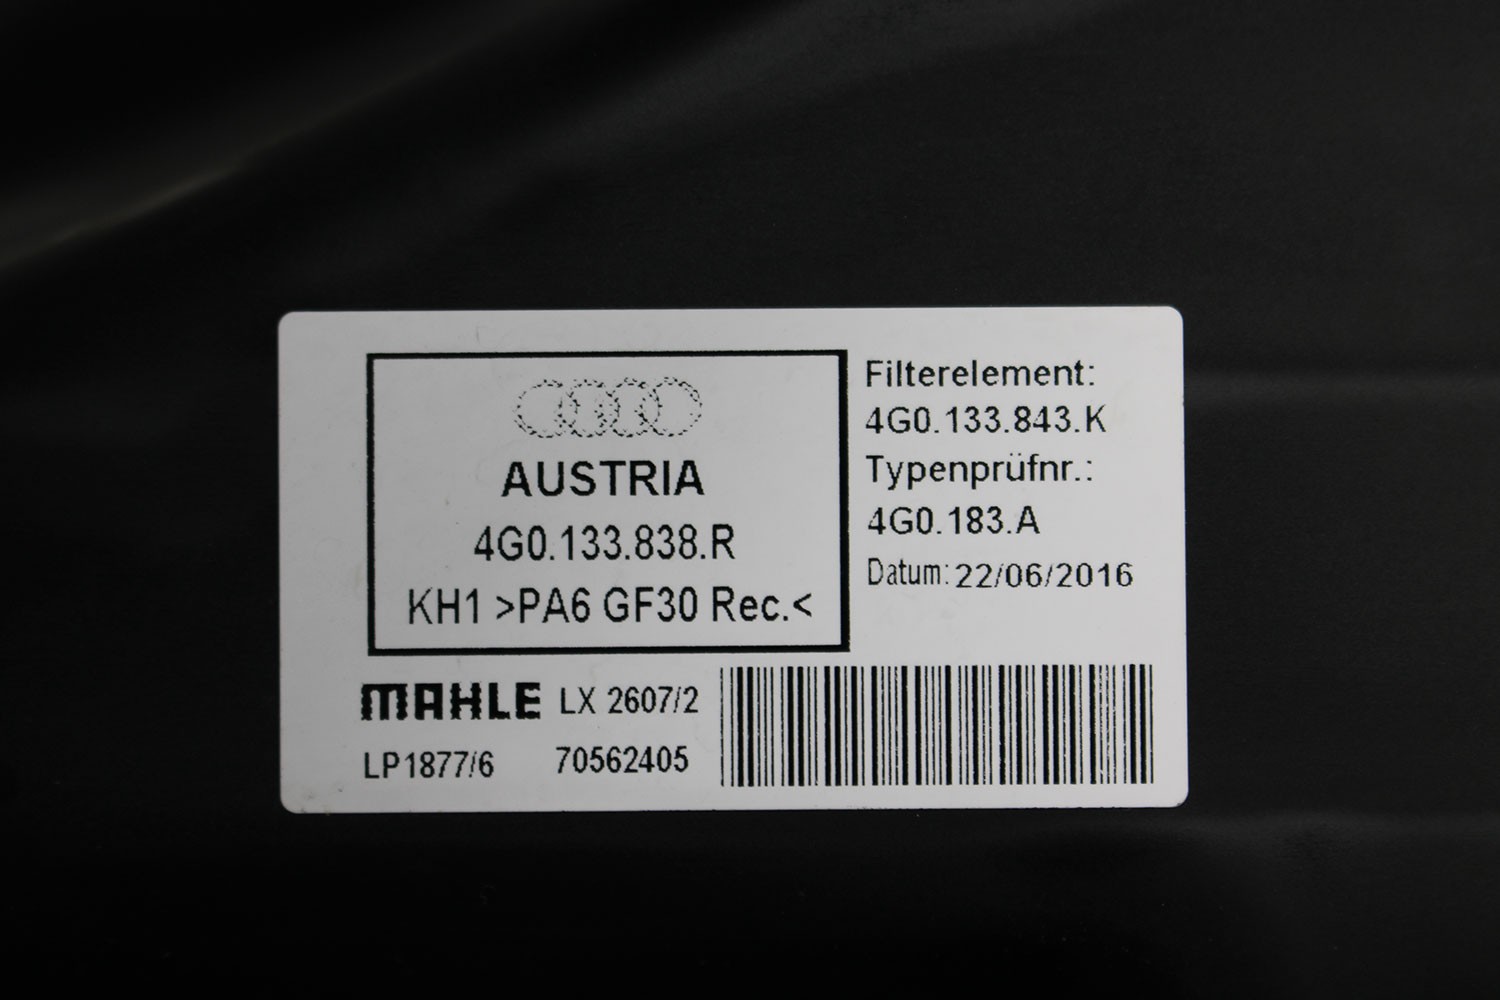 AUSTRIA
4G0.133.838.R
KH1 >PA6 GF30 Rec.<
Filterelement:
4G0.133.843.K
Typenprüfnr.:
4G0.183.A
Datum: 22/06/2016
MAHLE LX 2607/2
LP1877/6 70562405